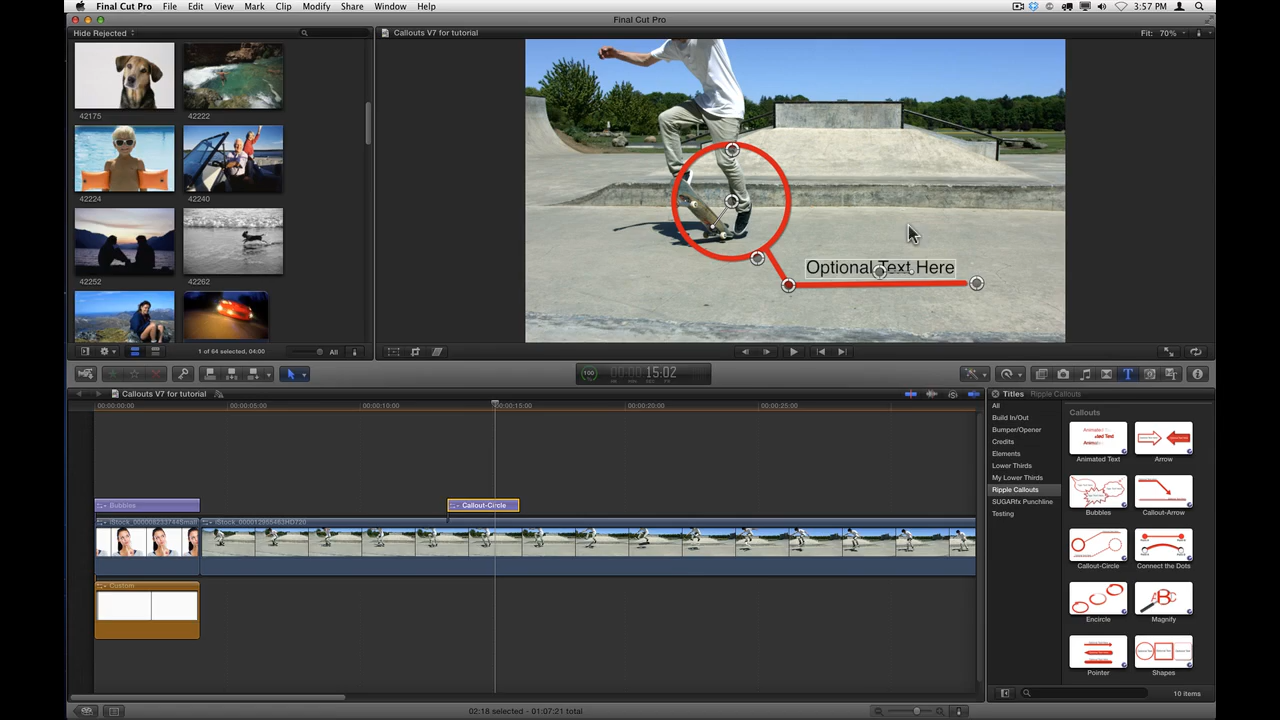 Final Cut Pro File Edit View Mark Clip Modify Share Window Help 3:57 PM
Final Cut Pro
Hide Rejected
Callouts V7 for tutorial Fit: 70%
42175 42222
42224 42240
42252 42262
Optional Text Here
1 of 64 selected, 04:00 All
100 00:00:15:02
Callouts V7 for tutorial
Titles Ripple Callouts
00:00:00:00 00:00:05:00 00:00:10:00 00:00:15:00 00:00:20:00 00:00:25:00
All
Build In/Out
Bumper/Opener
Credits
Elements
Lower Thirds
My Lower Thirds
Ripple Callouts
SUGARfx Punchline
Testing
Callouts
Animated Text Arrow
Bubbles Callout-Arrow
Callout-Circle Connect the Dots
Encircle Magnify
Pointer Shapes
Bubbles
Callout-Circle
Custom
10 items
02:18 selected - 01:07:21 total